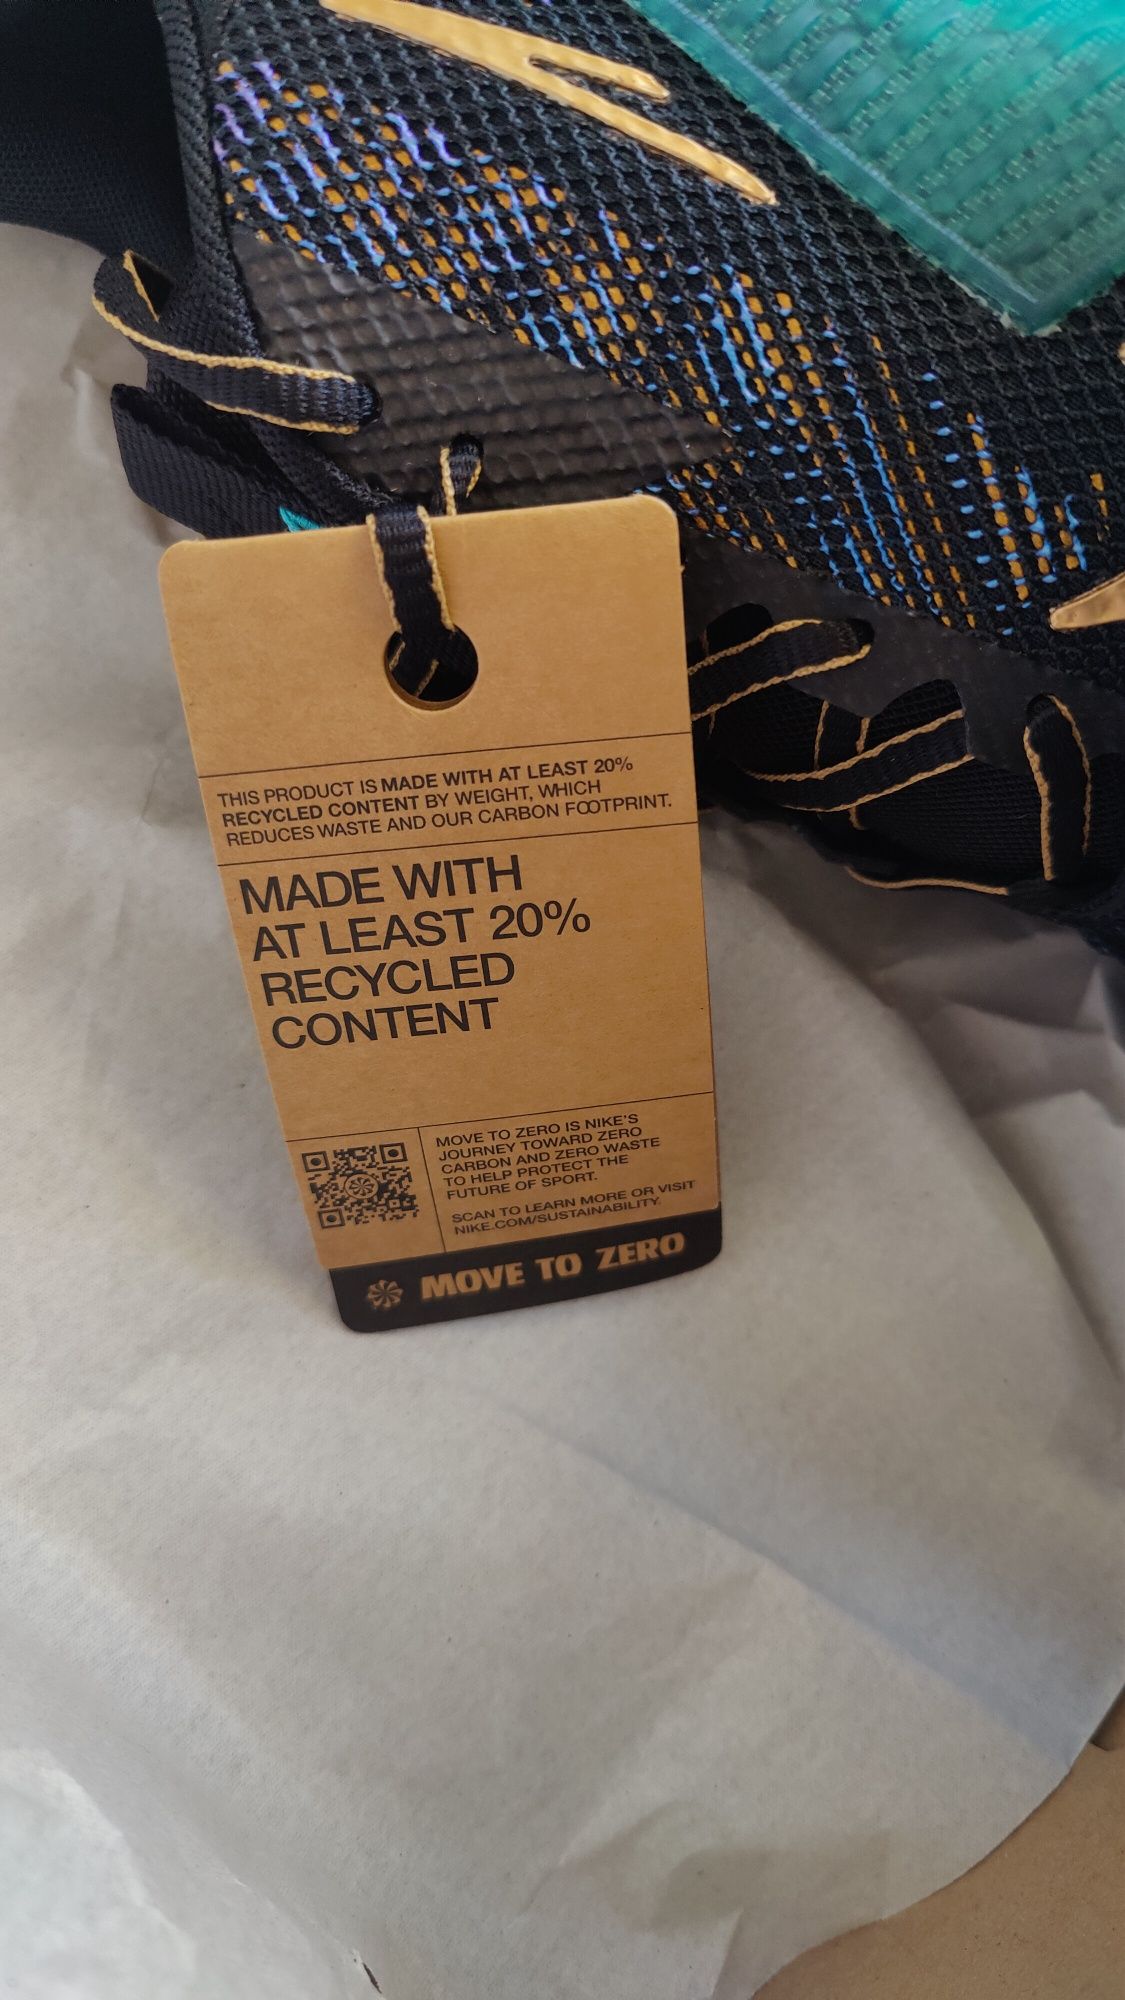 THIS PRODUCT IS MADE WITH AT LEAST 20%
RECYCLED CONTENT BY WEIGHT, WHICH
REDUCES WASTE AND OUR CARBON FOOTPRINT.
MADE WITH
AT LEAST 20%
RECYCLED
CONTENT
MOVE TO ZERO IS NIKE'S
JOURNEY TOWARD ZERO
CARBON AND ZERO WASTE
TO HELP PROTECT THE
FUTURE OF SPORT.
SCAN TO LEARN MORE OR VISIT
NIKE.COM/SUSTAINABILITY.
MOVE TO ZERO